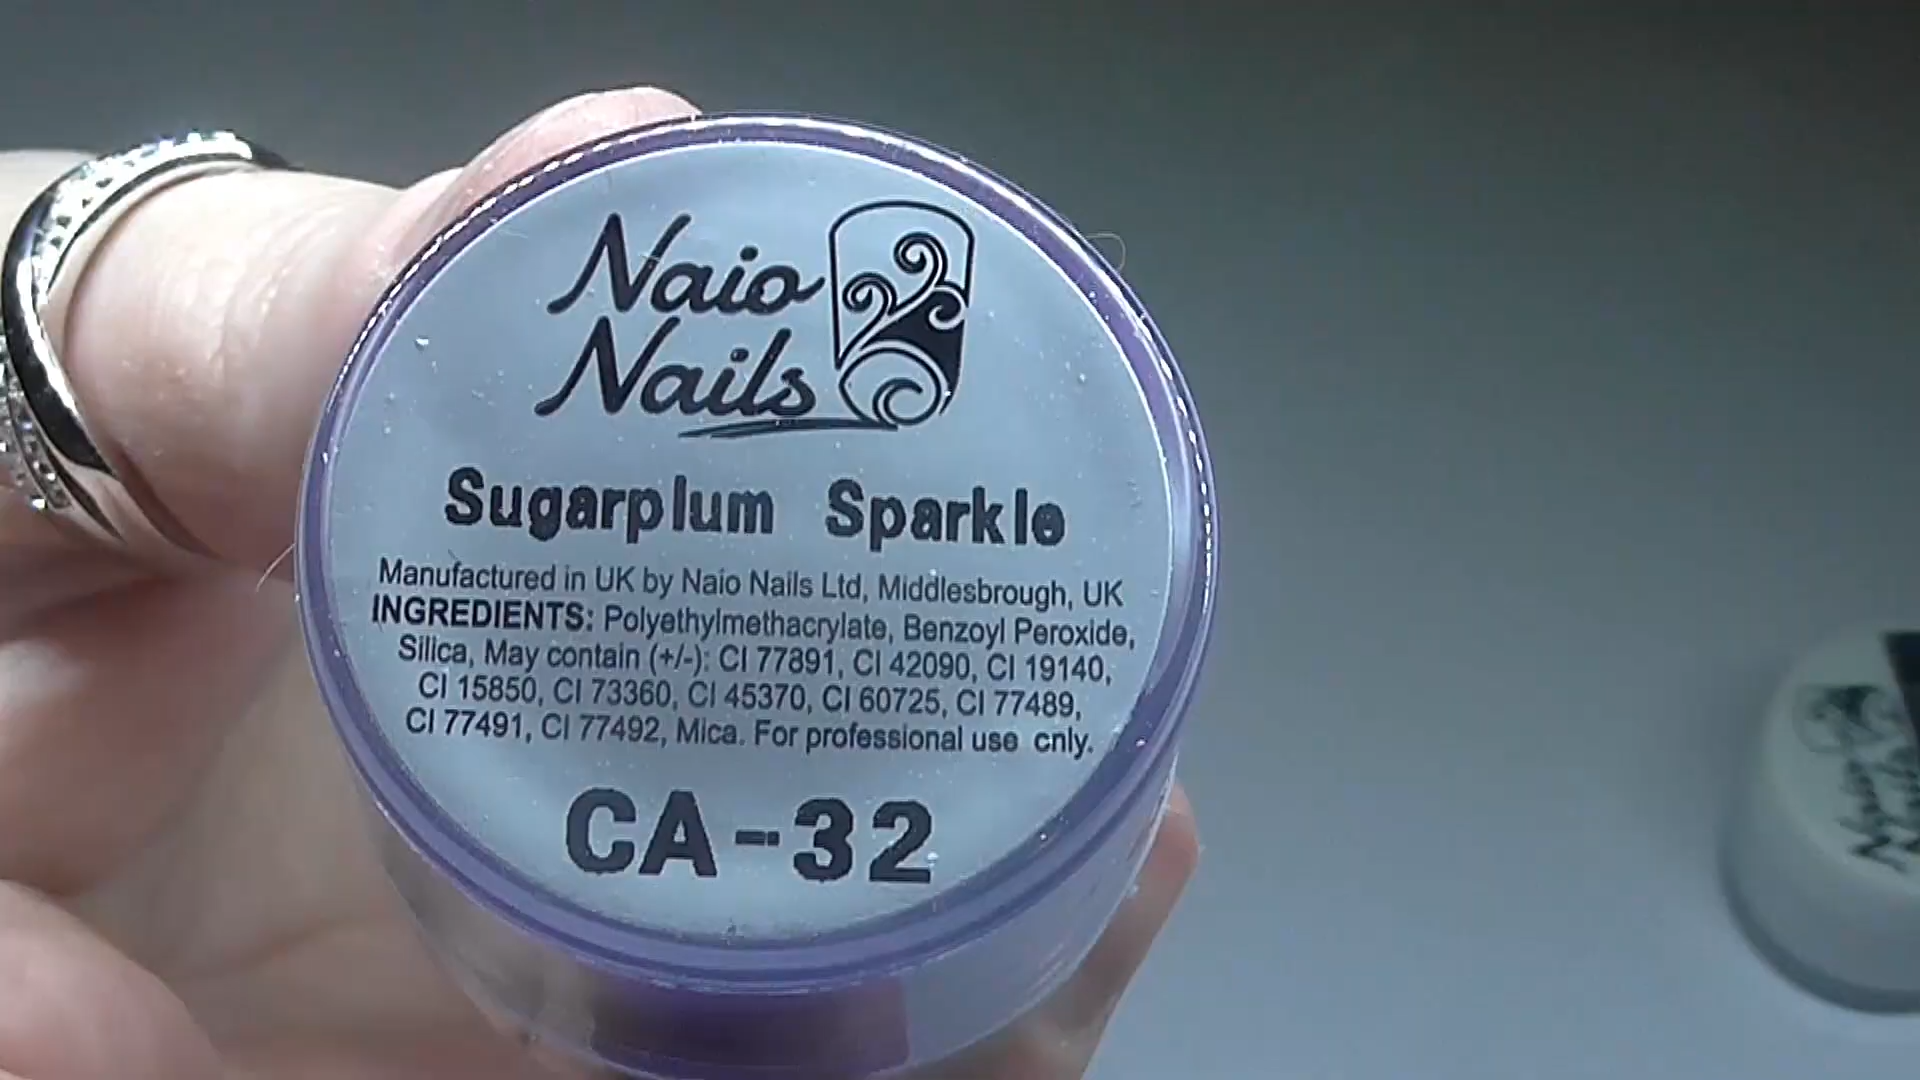 Naio
Nails
Sugarplum Sparkle
Manufactured in UK by Naio Nails Ltd, Middlesbrough, UK
INGREDIENTS: Polyethylmethacrylate, Benzoyl Peroxide,
Silica, May contain (+/-): CI 77891, CI 42090, CI 19140,
CI 15850, CI 73360, CI 45370, CI 60725, CI 77489,
CI 77491, CI 77492, Mica. For professional use only.
CA-32